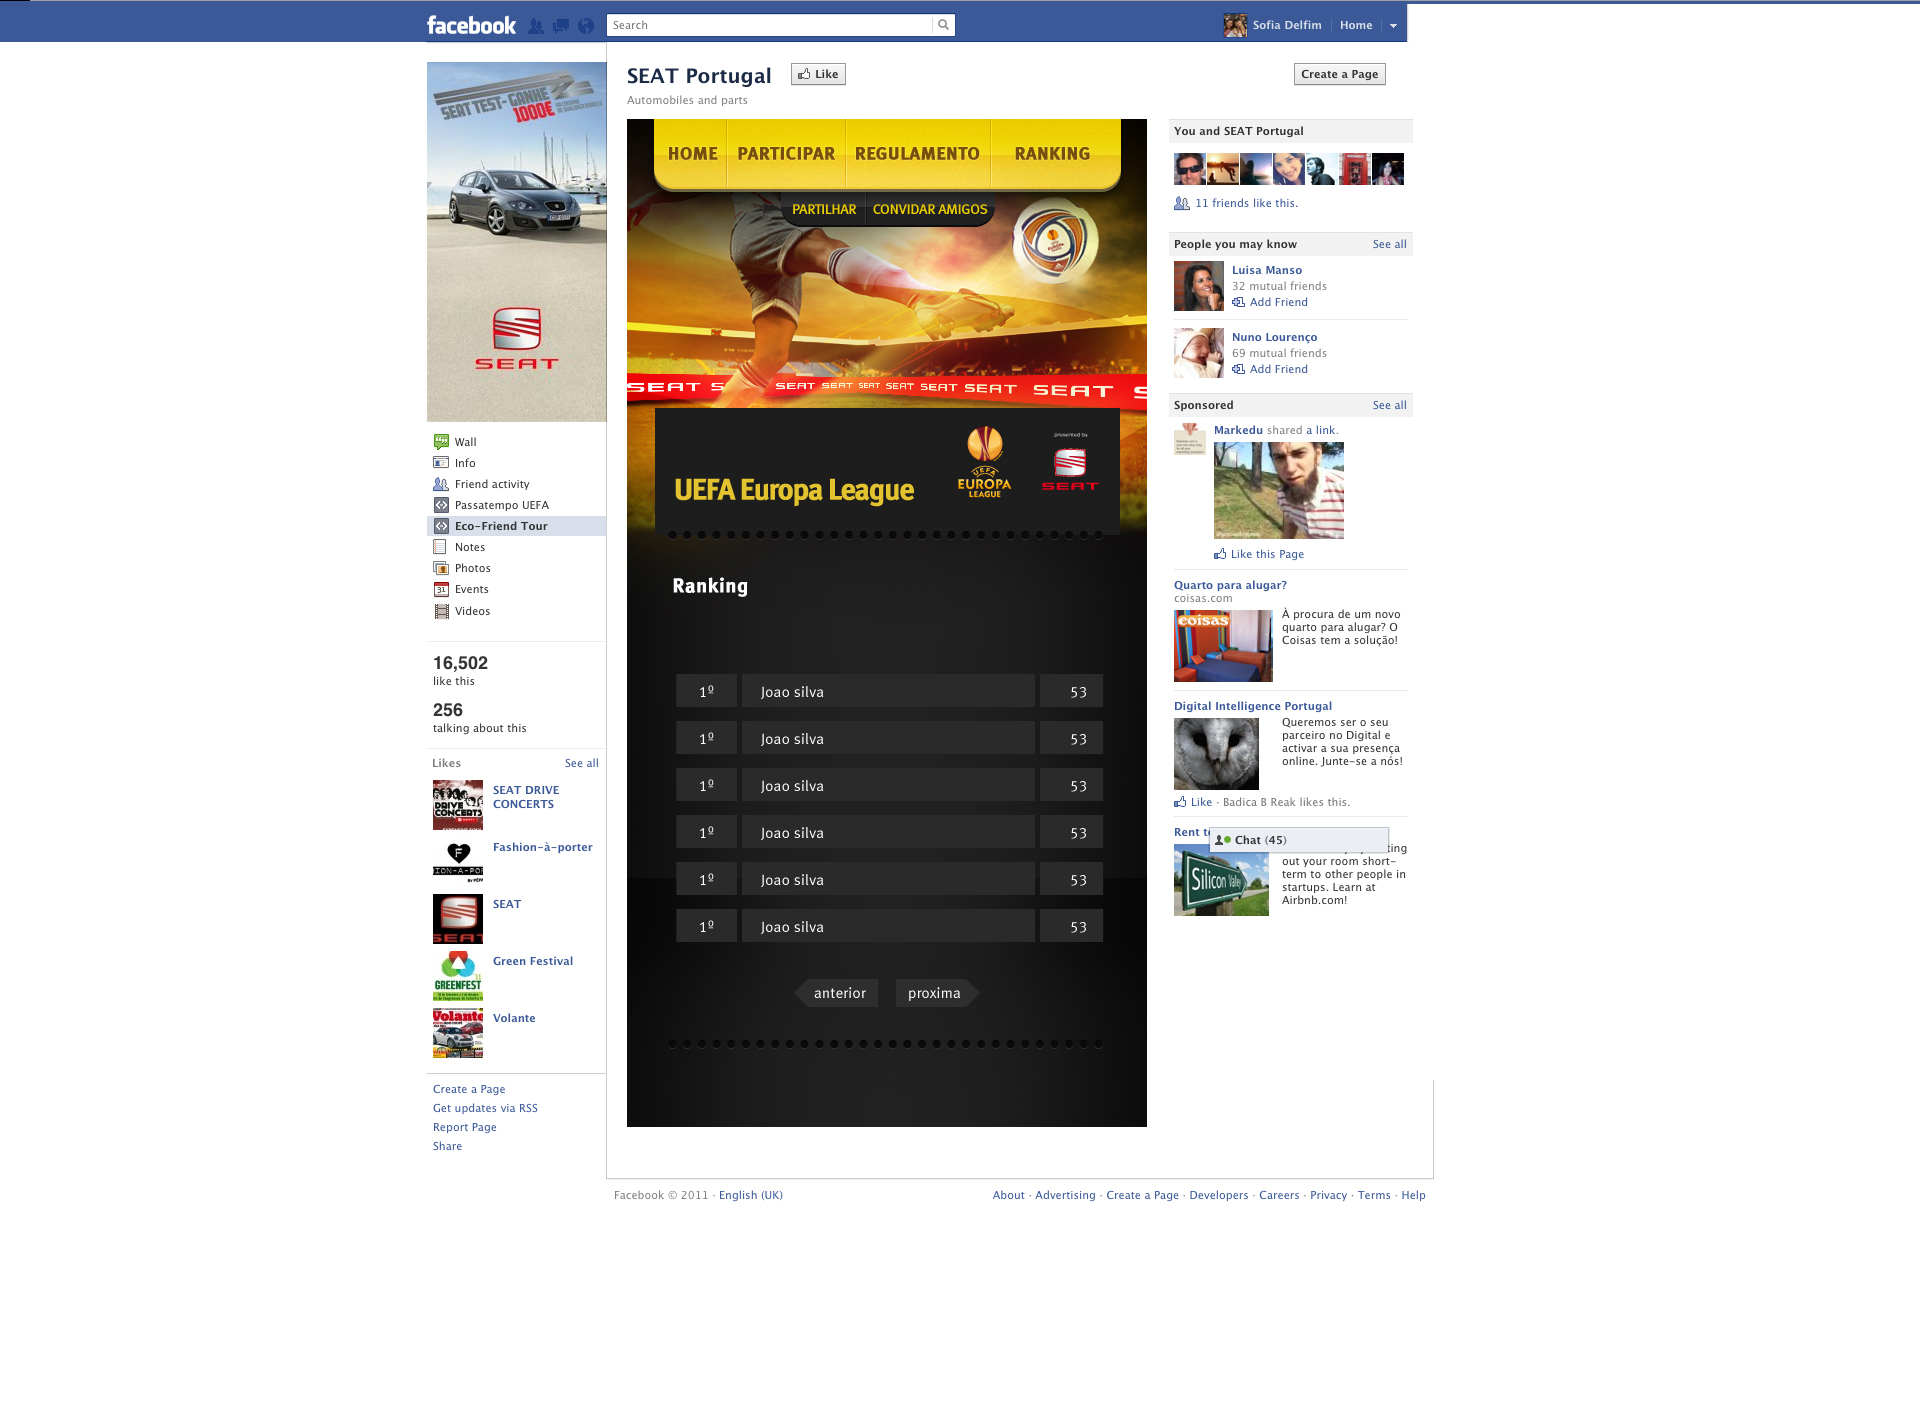 facebook
Search
Sofia Delfim
Home
SEAT TEST-GANHE
1000€
SEAT
SEAT Portugal
Like
Create a Page
Automobiles and parts
HOME
PARTICIPAR
REGULAMENTO
RANKING
PARTILHAR
CONVIDAR AMIGOS
SEAT S SEAT SEAT SEAT SEAT SEAT SEAT SEAT S
presented by
UEFA Europa League
UEFA
EUROPA
LEAGUE
SEAT
Ranking
1º Joao silva 53
1º Joao silva 53
1º Joao silva 53
1º Joao silva 53
1º Joao silva 53
1º Joao silva 53
anterior
proxima
Wall
Info
Friend activity
Passatempo UEFA
Eco-Friend Tour
Notes
Photos
31
Events
Videos
16,502
like this
256
talking about this
Likes
See all
DRIVE
CONCERTS
SEAT DRIVE
CONCERTS
F
Fashion-à-porter
SEAT
SEAT
GREENFEST
Green Festival
Volante
Volante
Create a Page
Get updates via RSS
Report Page
Share
You and SEAT Portugal
11 friends like this.
People you may know
See all
Luisa Manso
32 mutual friends
Add Friend
Nuno Lourenço
69 mutual friends
Add Friend
Sponsored
See all
Markedu shared a link.
Like this Page
Quarto para alugar?
coisas.com
coisas
À procura de um novo
quarto para alugar? O
Coisas tem a solução!
Digital Intelligence Portugal
Queremos ser o seu
parceiro no Digital e
activar a sua presença
online. Junte-se a nós!
Like · Badica B Reak likes this.
Rent
Chat (45)
Silicon Valey
out your room short-
term to other people in
startups. Learn at
Airbnb.com!
Facebook © 2011 · English (UK)
About · Advertising · Create a Page · Developers · Careers · Privacy · Terms · Help